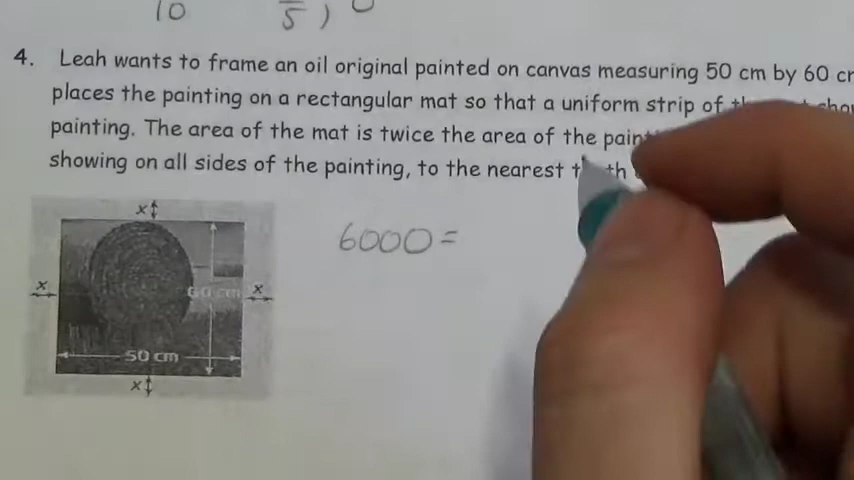 10 5 )
4. Leah wants to frame an oil original painted on canvas measuring 50 cm by 60 cm
places the painting on a rectangular mat so that a uniform strip of
painting. The area of the mat is twice the area of the
showing on all sides of the painting, to the nearest
x
6000 =
x 60 cm x
50 cm
x